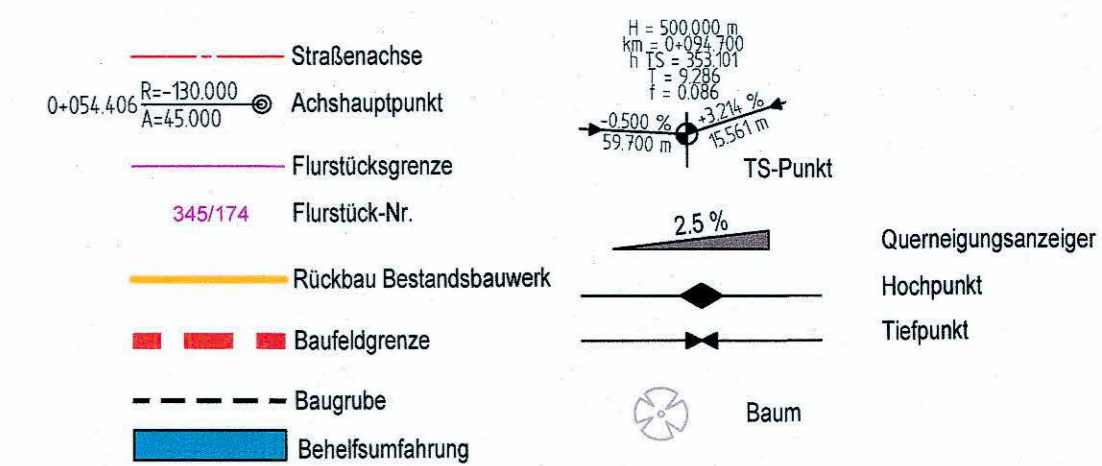 Straßenachse
0+054.406 R=-130.000
A=45.000
Achshauptpunkt
Flurstücksgrenze
345/174 Flurstück-Nr.
Rückbau Bestandsbauwerk
Baufeldgrenze
Baugrube
Behelfsumfahrung
H = 500.000 m
km = 0+094.700
h TS = 353.101
T = 9.286
f = 0.086
-0.500 % +3.214 %
59.700 m 15.561 m
TS-Punkt
2.5 %
Querneigungsanzeiger
Hochpunkt
Tiefpunkt
Baum